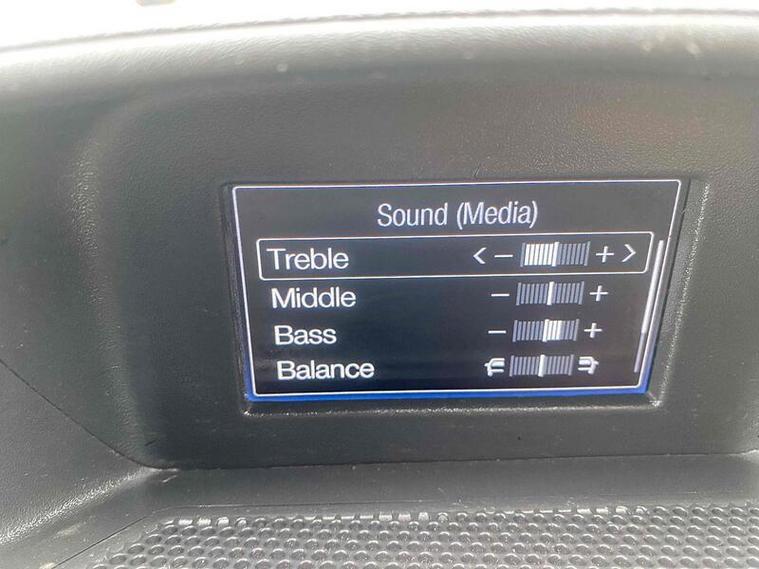 Sound (Media)
Treble < - + >
Middle - +
Bass - +
Balance